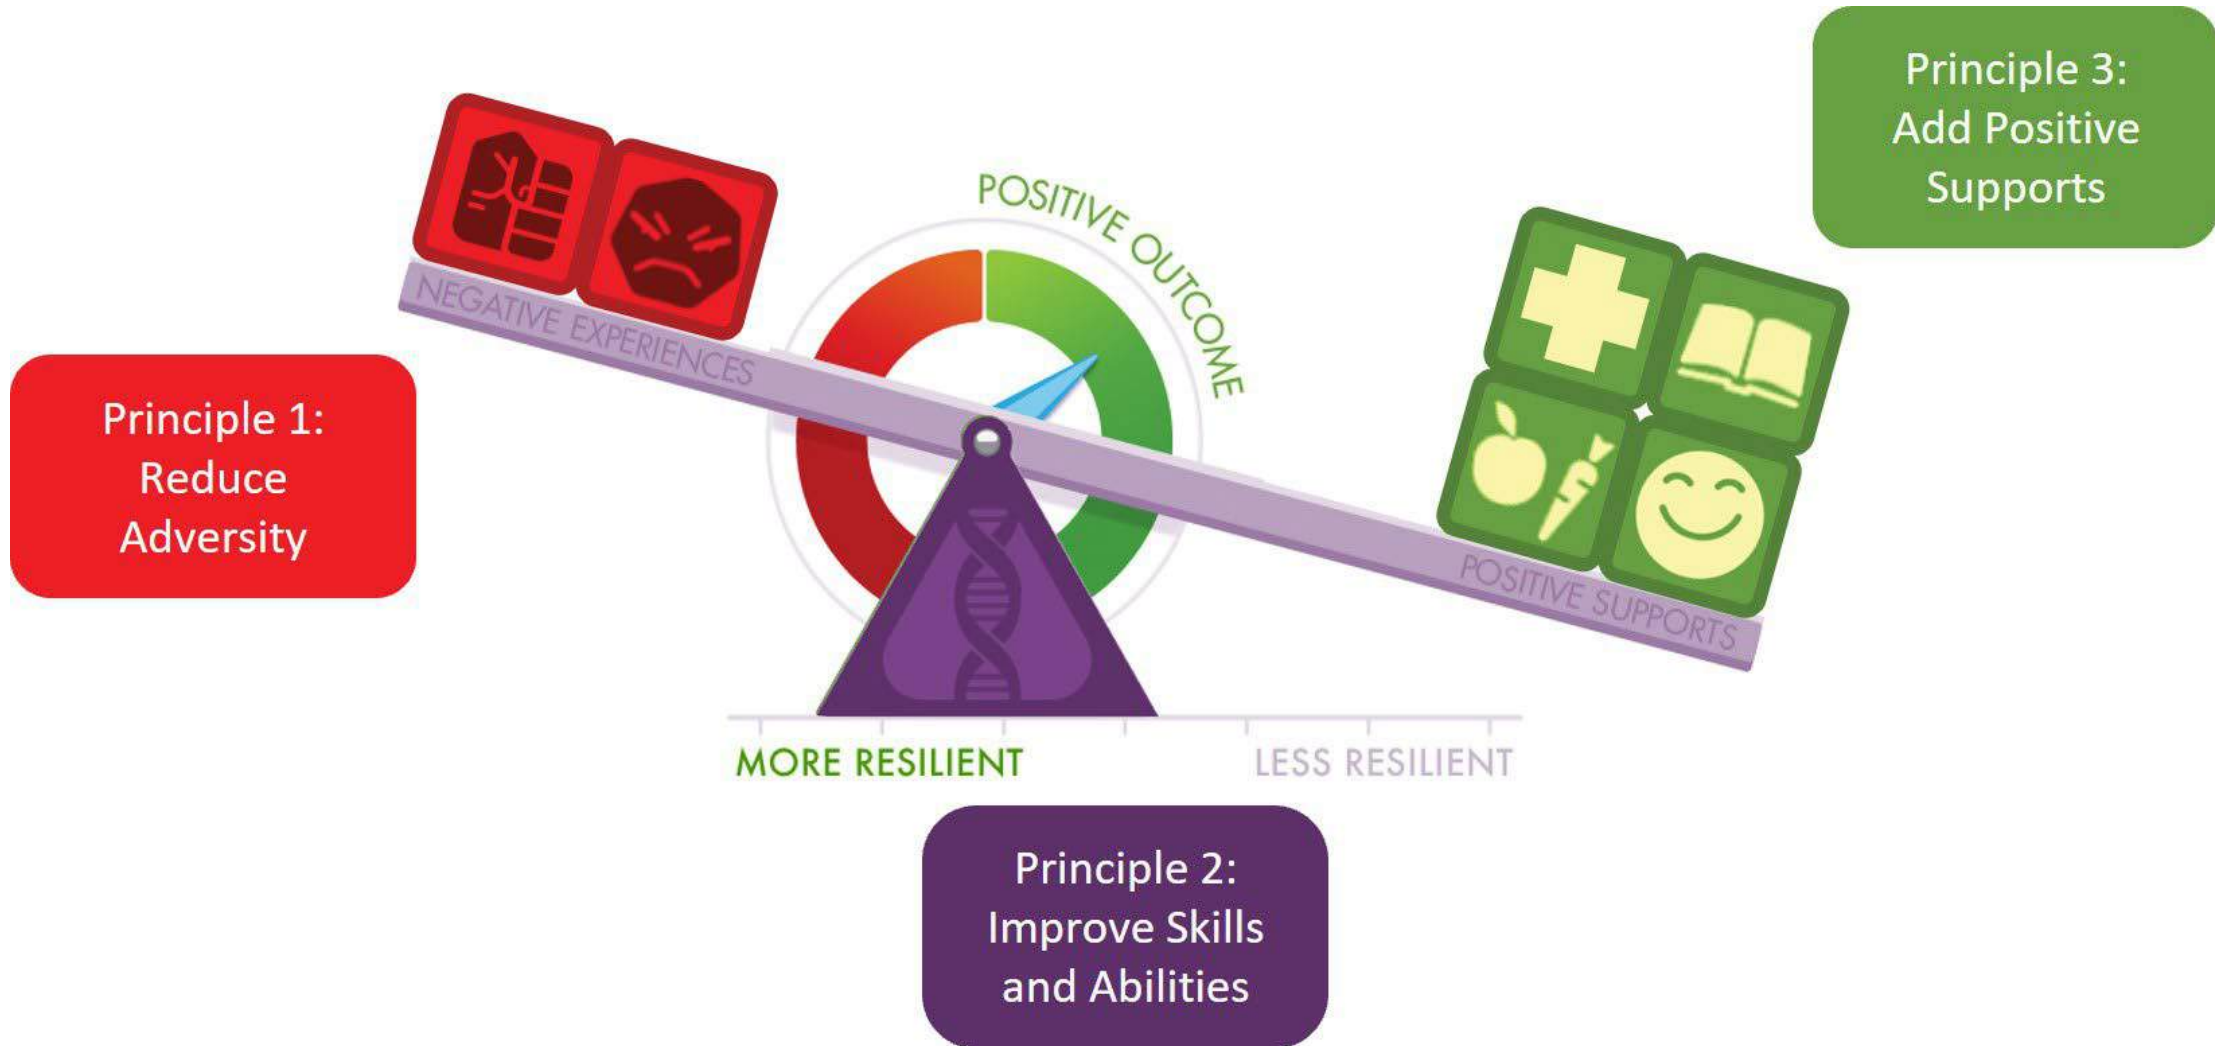 Principle 3:
Add Positive
Supports
POSITIVE OUTCOME
NEGATIVE EXPERIENCES
Principle 1:
Reduce
Adversity
POSITIVE SUPPORTS
MORE RESILIENT
LESS RESILIENT
Principle 2:
Improve Skills
and Abilities